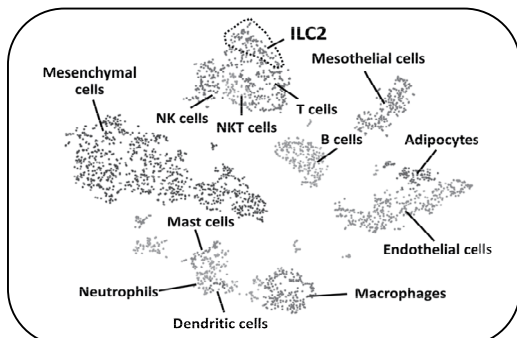 ILC2
Mesenchymal
cells
Mesothelial cells
NK cells
NKT cells
T cells
B cells
Adipocytes
Mast cells
Endothelial cells
Neutrophils
Macrophages
Dendritic cells